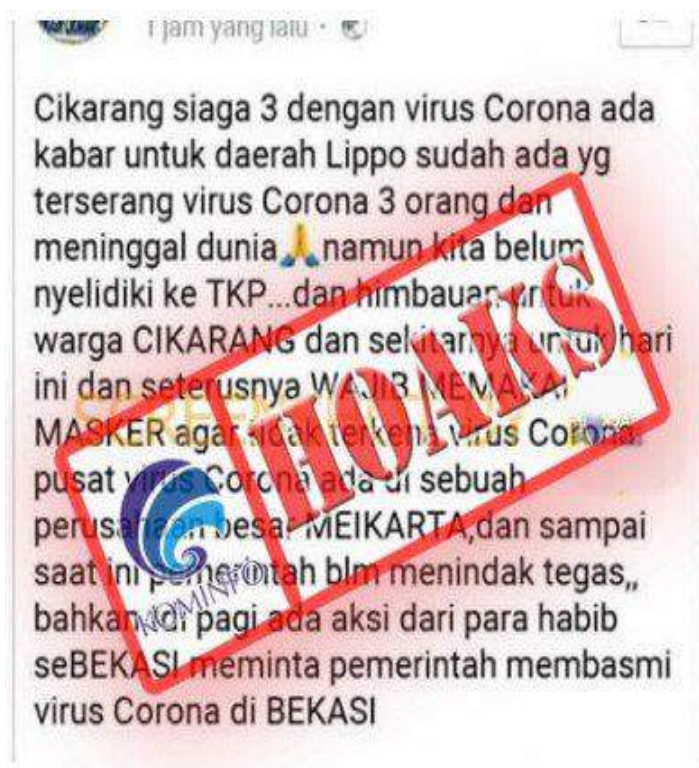 1 jam yang lalu
Cikarang siaga 3 dengan virus Corona ada
kabar untuk daerah Lippo sudah ada yg
terserang virus Corona 3 orang dan
meninggal dunia🙏namun kita belum
nyelidiki ke TKP...dan himbauan untuk
warga CIKARANG dan sekitarnya untuk hari
ini dan seterusnya WAJIB MEMAKAI
MASKER agar tidak terkena virus Corona
pusat virus Corona ada di sebuah
perusahaan besar MEIKARTA,dan sampai
saat ini pemerintah blm menindak tegas,,
bahkan tdi pagi ada aksi dari para habib
seBEKASI meminta pemerintah membasmi
virus Corona di BEKASI
HOAKS
KOMINFO